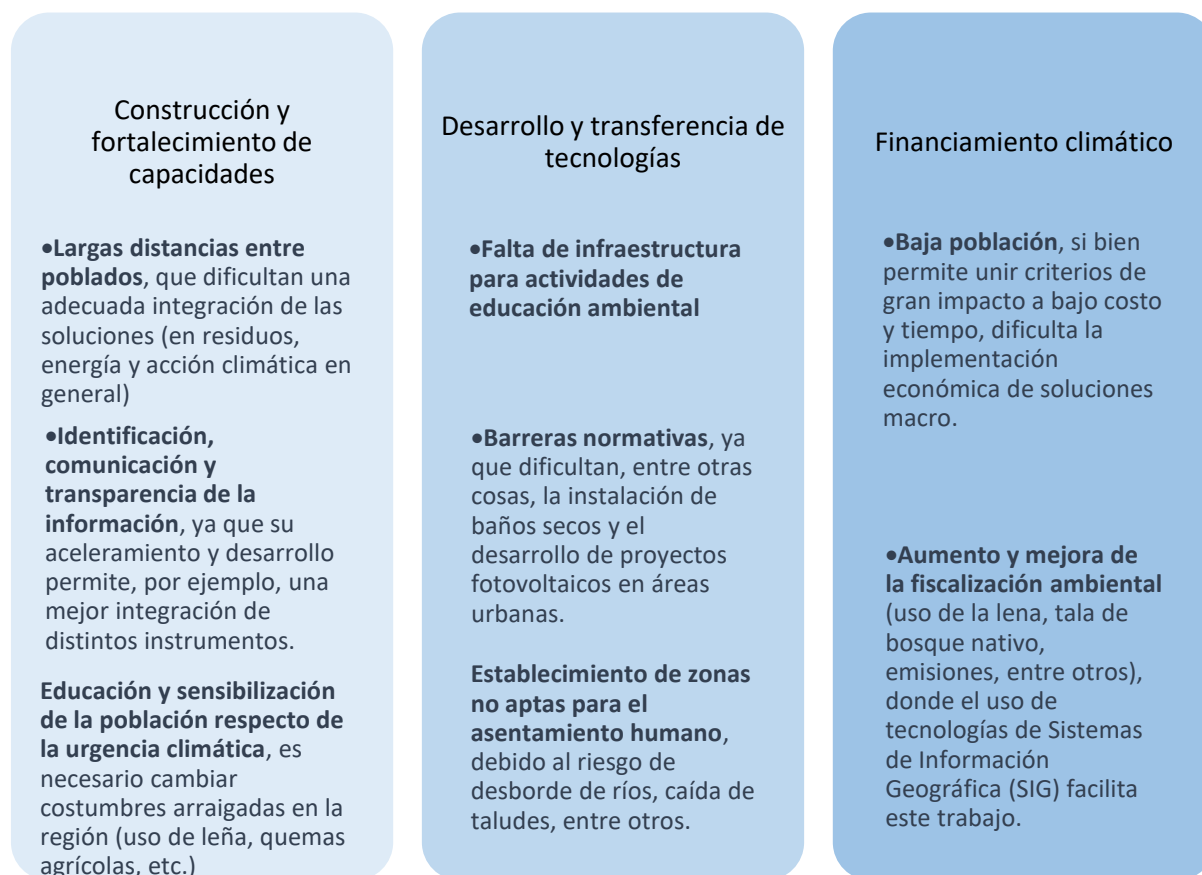 Construcción y
fortalecimiento de
capacidades
•Largas distancias entre
poblados, que dificultan una
adecuada integración de las
soluciones (en residuos,
energía y acción climática en
general)
•Identificación,
comunicación y
transparencia de la
información, ya que su
aceleramiento y desarrollo
permite, por ejemplo, una
mejor integración de
distintos instrumentos.
Educación y sensibilización
de la población respecto de
la urgencia climática, es
necesario cambiar
costumbres arraigadas en la
región (uso de leña, quemas
agrícolas, etc.)
Desarrollo y transferencia de
tecnologías
•Falta de infraestructura
para actividades de
educación ambiental
•Barreras normativas, ya
que dificultan, entre otras
cosas, la instalación de
baños secos y el
desarrollo de proyectos
fotovoltaicos en áreas
urbanas.
Establecimiento de zonas
no aptas para el
asentamiento humano,
debido al riesgo de
desborde de ríos, caída de
taludes, entre otros.
Financiamiento climático
•Baja población, si bien
permite unir criterios de
gran impacto a bajo costo
y tiempo, dificulta la
implementación
económica de soluciones
macro.
•Aumento y mejora de
la fiscalización ambiental
(uso de la lena, tala de
bosque nativo,
emisiones, entre otros),
donde el uso de
tecnologías de Sistemas
de Información
Geográfica (SIG) facilita
este trabajo.